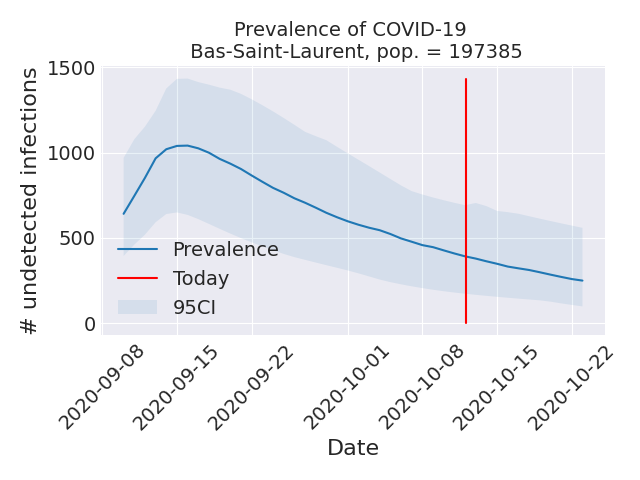 Prevalence of COVID-19
Bas-Saint-Laurent, pop. = 197385
# undetected infections
1500
1000
500
0
Prevalence
Today
95CI
2020-09-08
2020-09-15
2020-09-22
2020-10-01
2020-10-08
2020-10-15
2020-10-22
Date